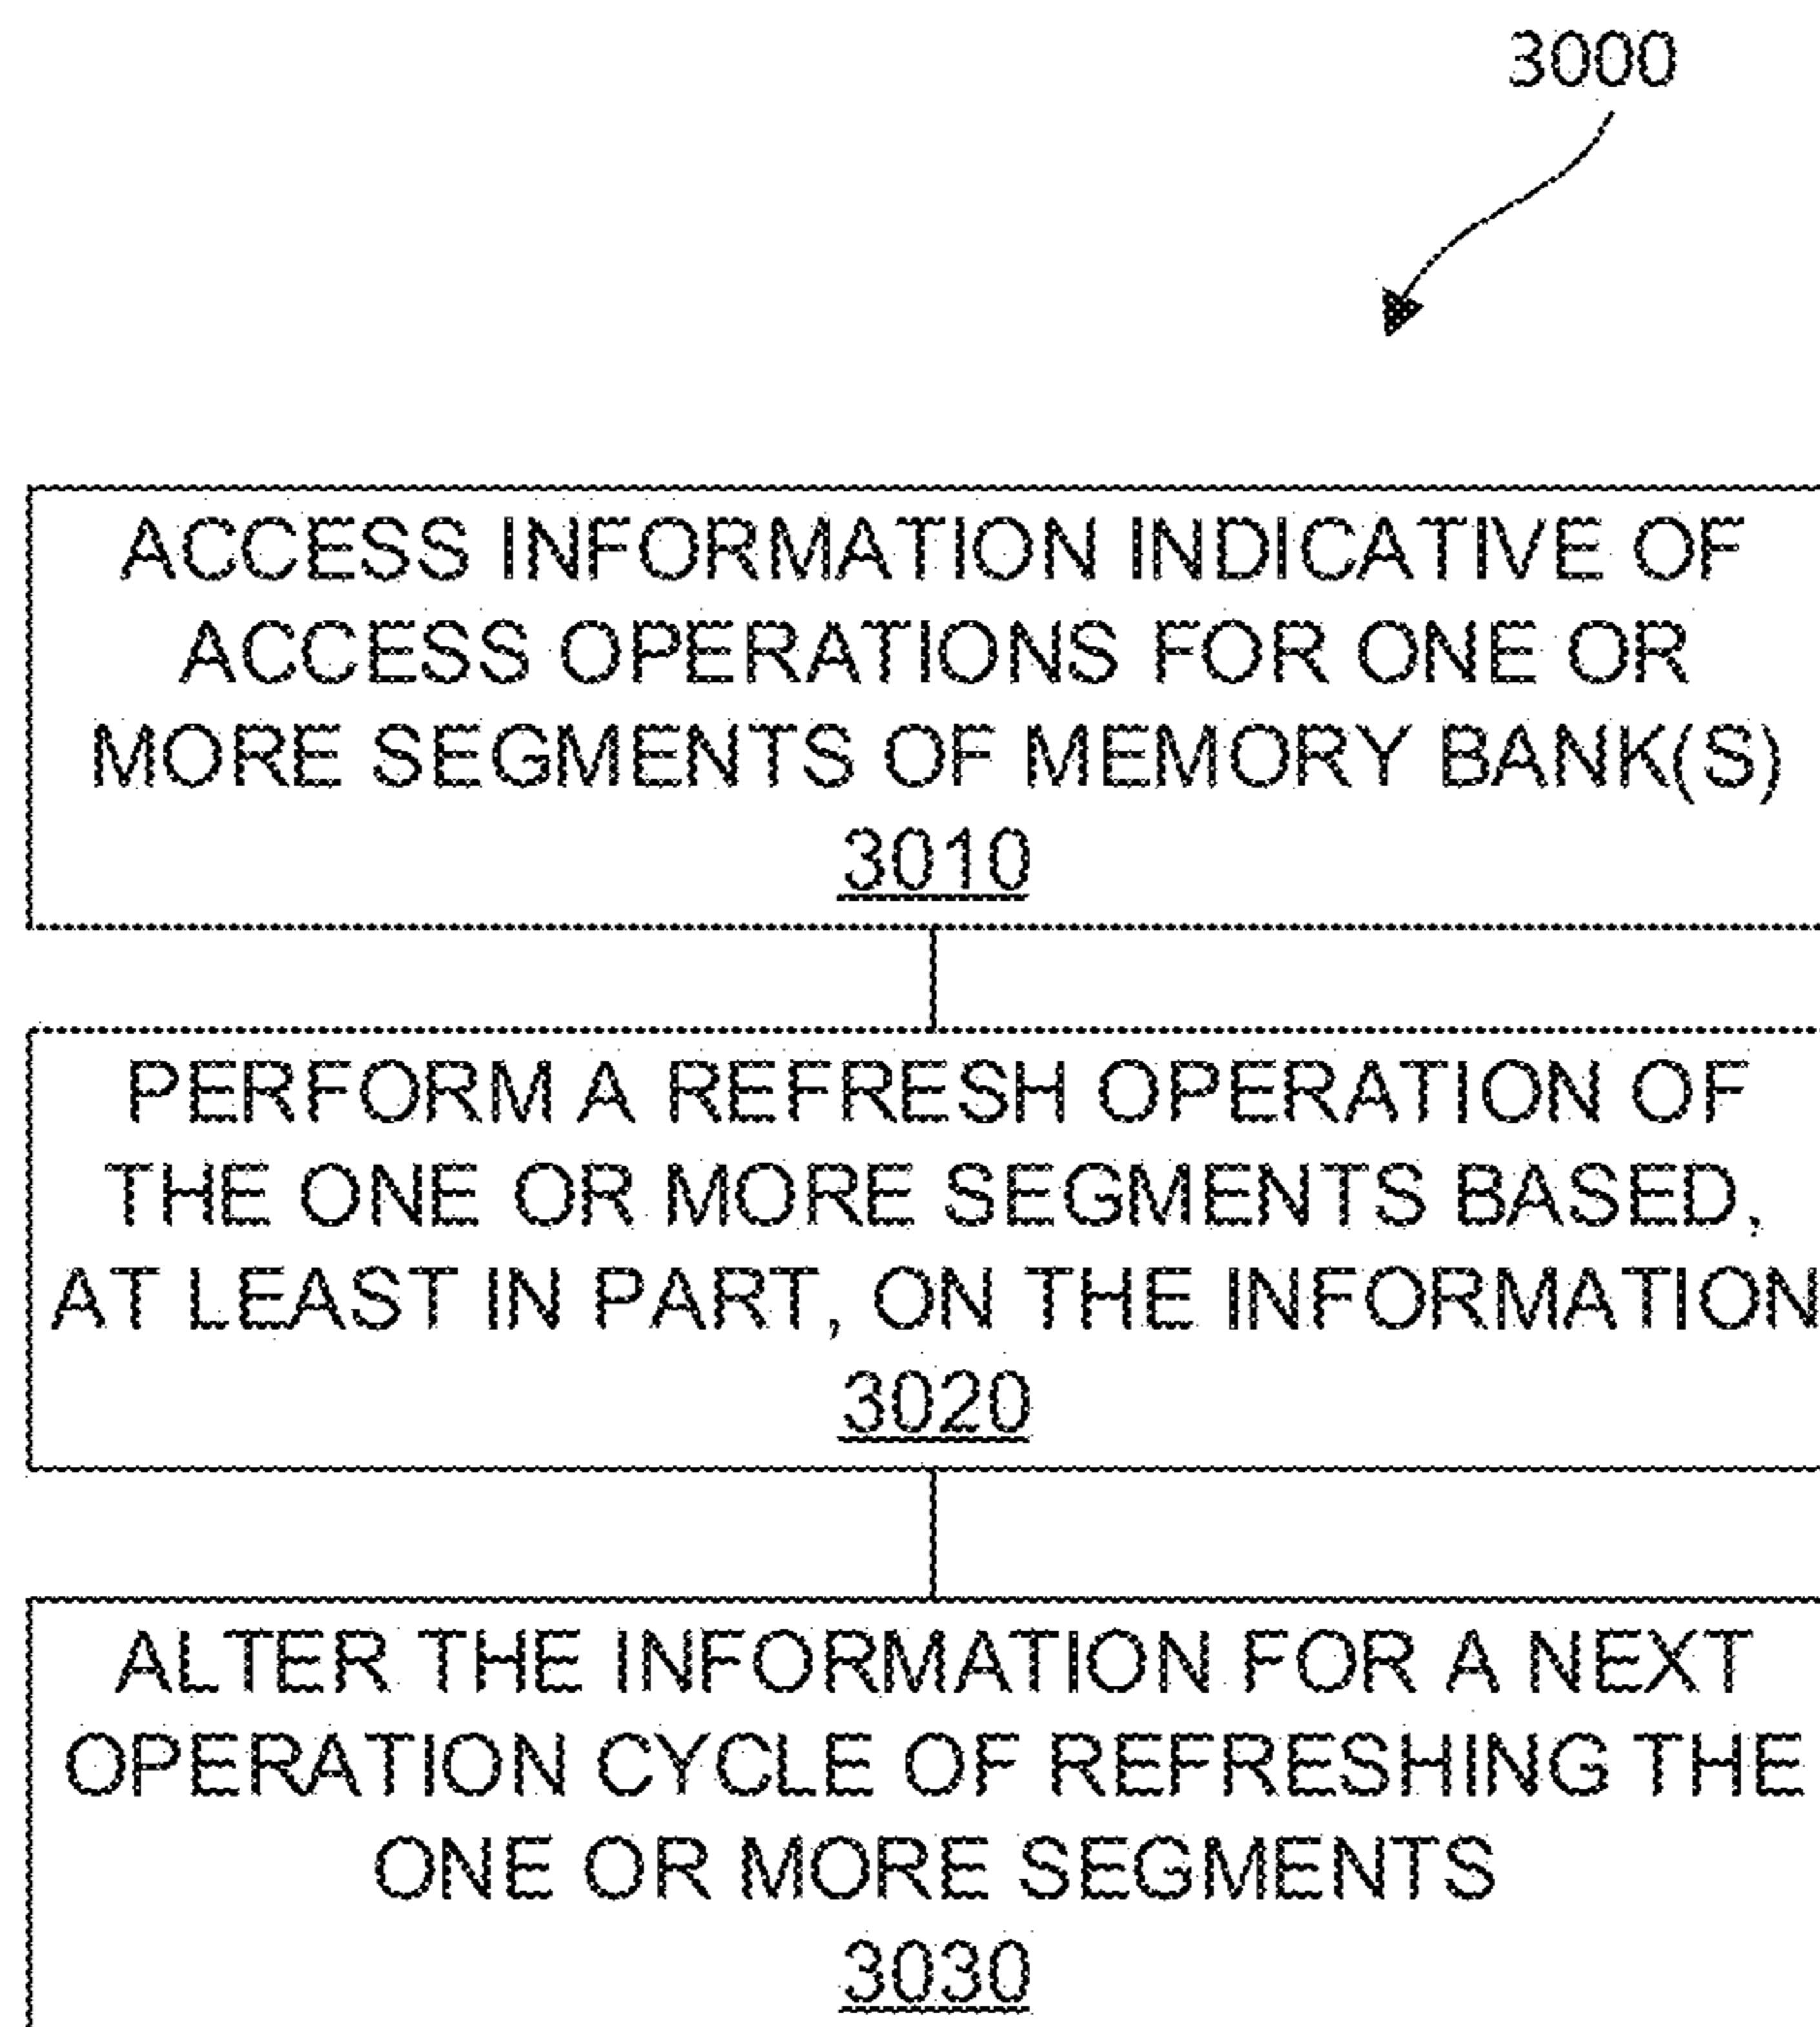 3000
ACCESS INFORMATION INDICATIVE OF
ACCESS OPERATIONS FOR ONE OR
MORE SEGMENTS OF MEMORY BANK(S)
3010
PERFORM A REFRESH OPERATION OF
THE ONE OR MORE SEGMENTS BASED,
AT LEAST IN PART, ON THE INFORMATION
3020
ALTER THE INFORMATION FOR A NEXT
OPERATION CYCLE OF REFRESHING THE
ONE OR MORE SEGMENTS
3030